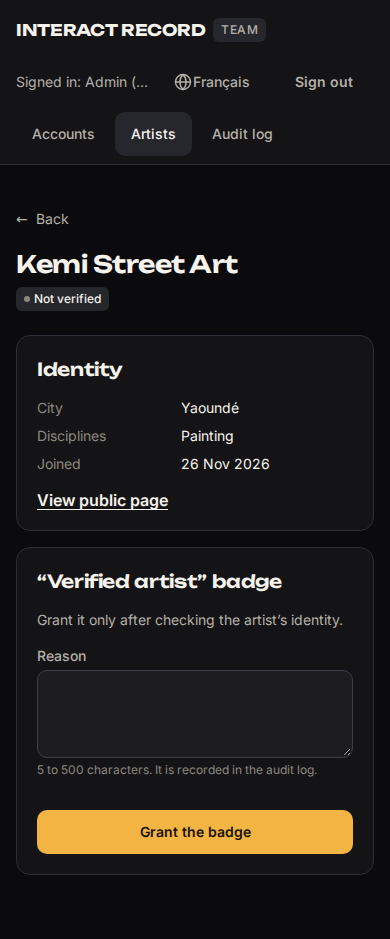 INTERACT RECORD TEAM
Signed in: Admin (... Français Sign out
Accounts Artists Audit log
← Back
Kemi Street Art
Not verified
Identity
City Yaoundé
Disciplines Painting
Joined 26 Nov 2026
View public page
“Verified artist” badge
Grant it only after checking the artist’s identity.
Reason
5 to 500 characters. It is recorded in the audit log.
Grant the badge